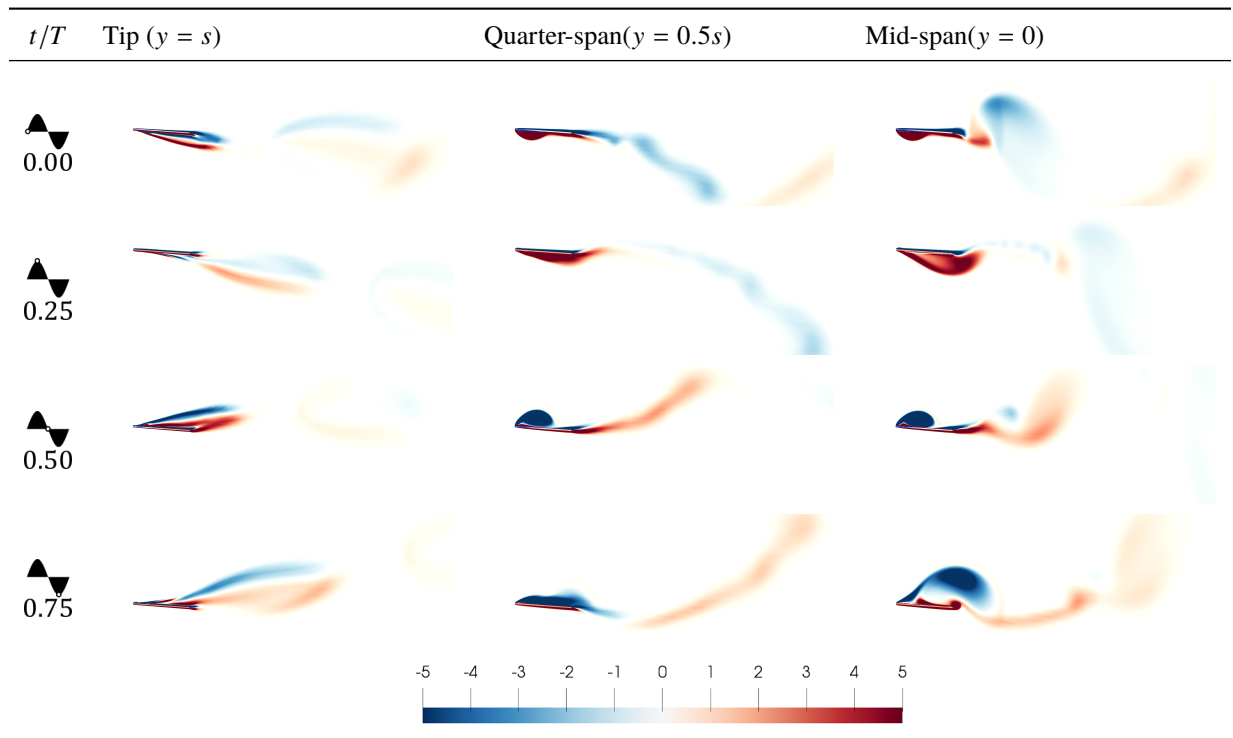 t/T Tip (y = s) Quarter-span(y = 0.5s) Mid-span(y = 0)
0.00
0.25
0.50
0.75
-5 -4 -3 -2 -1 0 1 2 3 4 5